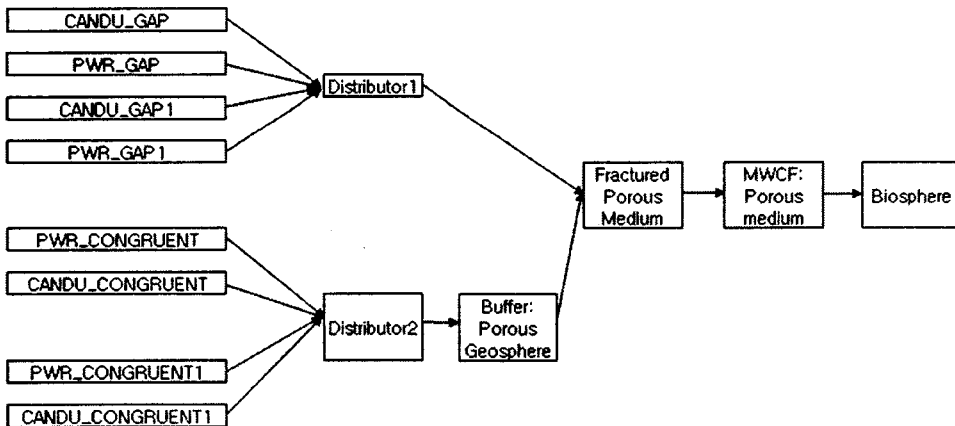 CANDU_GAP
PWR_GAP
CANDU_GAP1
PWR_GAP1
Distributor1
PWR_CONGRUENT
CANDU_CONGRUENT
PWR_CONGRUENT1
CANDU_CONGRUENT1
Distributor2
Buffer:
Porous
Geosphere
Fractured
Porous
Medium
MWCF:
Porous
medium
Biosphere